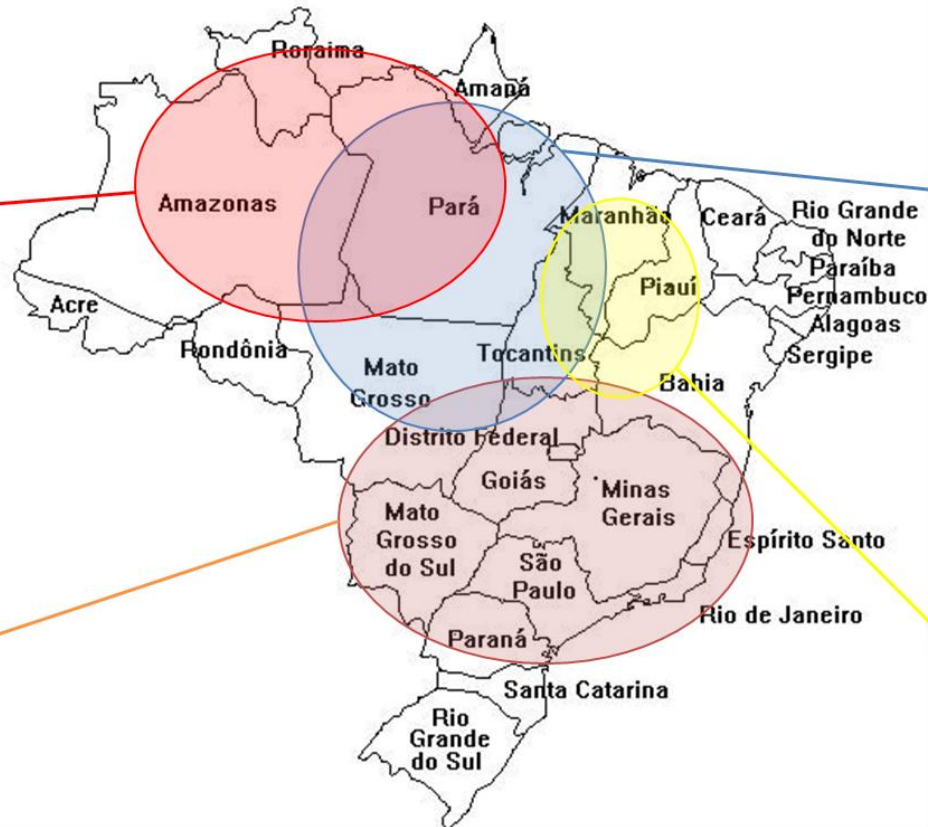 Roraima
Amapá
Amazonas
Pará
Maranhão
Ceará
Rio Grande
do Norte
Paraíba
Pernambuco
Alagoas
Sergipe
Piauí
Acre
Rondônia
Mato
Grosso
Tocantins
Bahia
Distrito Federal
Goiás
Minas
Gerais
Mato
Grosso
do Sul
Espírito Santo
São
Paulo
Rio de Janeiro
Paraná
Santa Catarina
Rio
Grande
do Sul